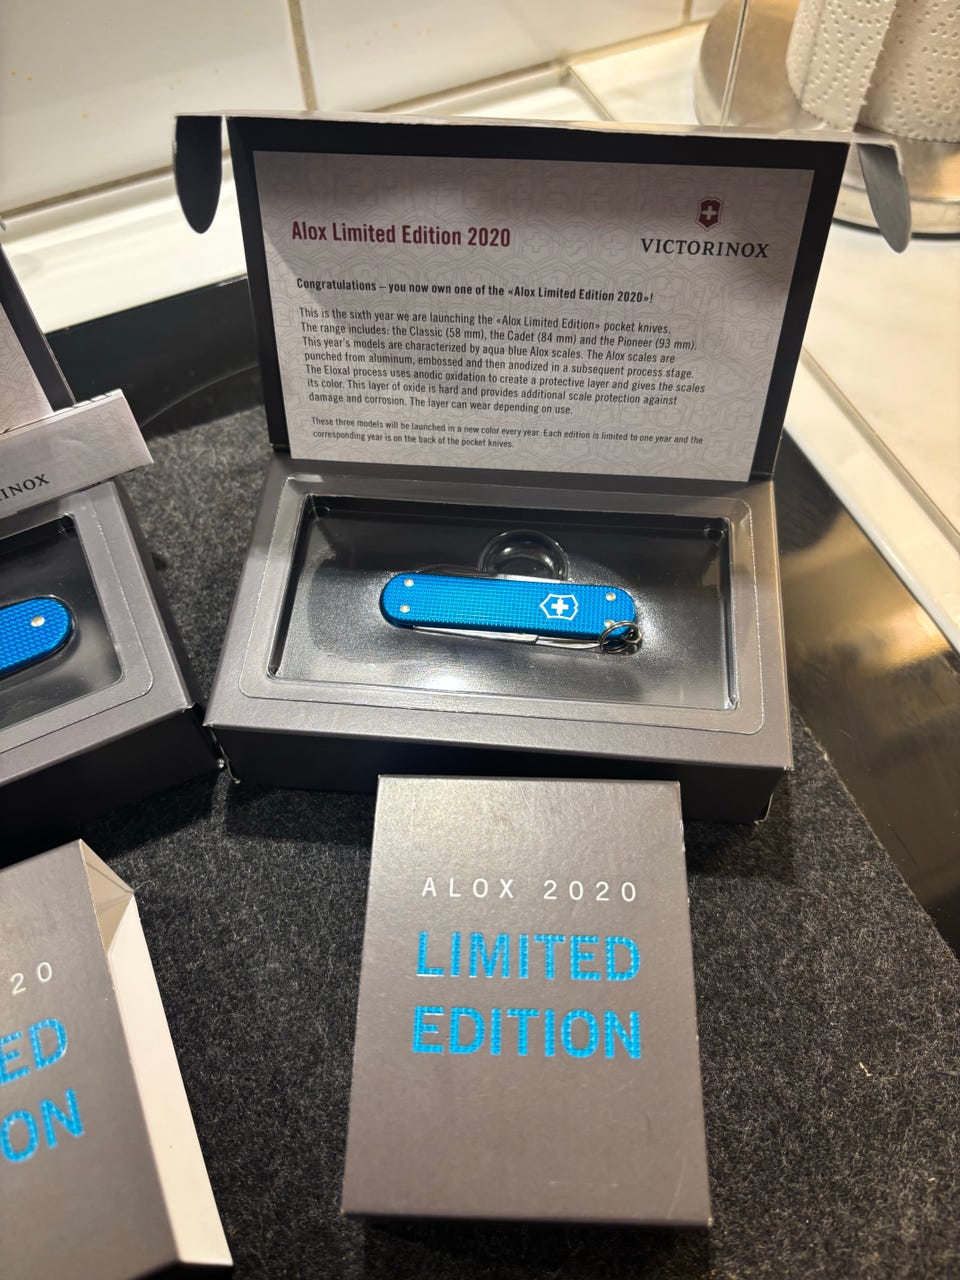 Alox Limited Edition 2020
VICTORINOX
Congratulations – you now own one of the «Alox Limited Edition 2020»!
This is the sixth year we are launching the «Alox Limited Edition» pocket knives.
The range includes: the Classic (58 mm), the Cadet (84 mm) and the Pioneer (93 mm).
This year's models are characterized by aqua blue Alox scales. The Alox scales are
punched from aluminum, embossed and then anodized in a subsequent process stage.
The Eloxal process uses anodic oxidation to create a protective layer and gives the scales
its color. This layer of oxide is hard and provides additional scale protection against
damage and corrosion. The layer can wear depending on use.
These three models will be launched in a new color every year. Each edition is limited to one year and the
corresponding year is on the back of the pocket knives.
INOX
ALOX 2020
LIMITED
EDITION
20
ED
ON